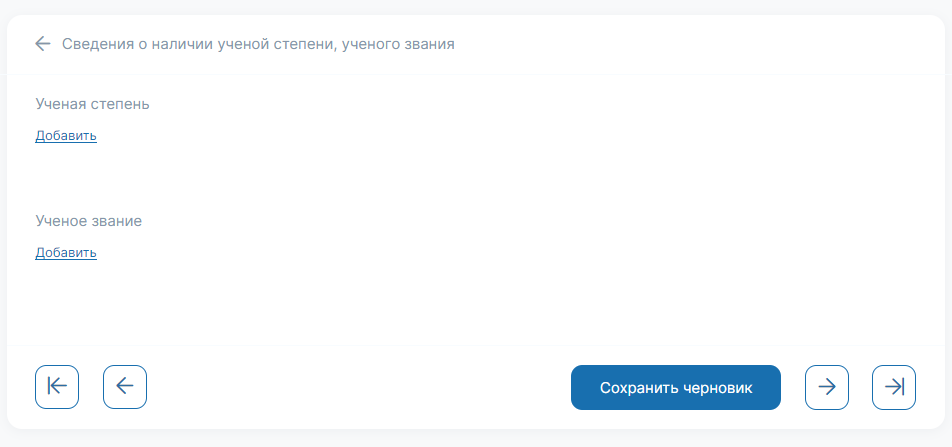 Сведения о наличии ученой степени, ученого звания
Ученая степень
Добавить
Ученое звание
Добавить
Сохранить черновик